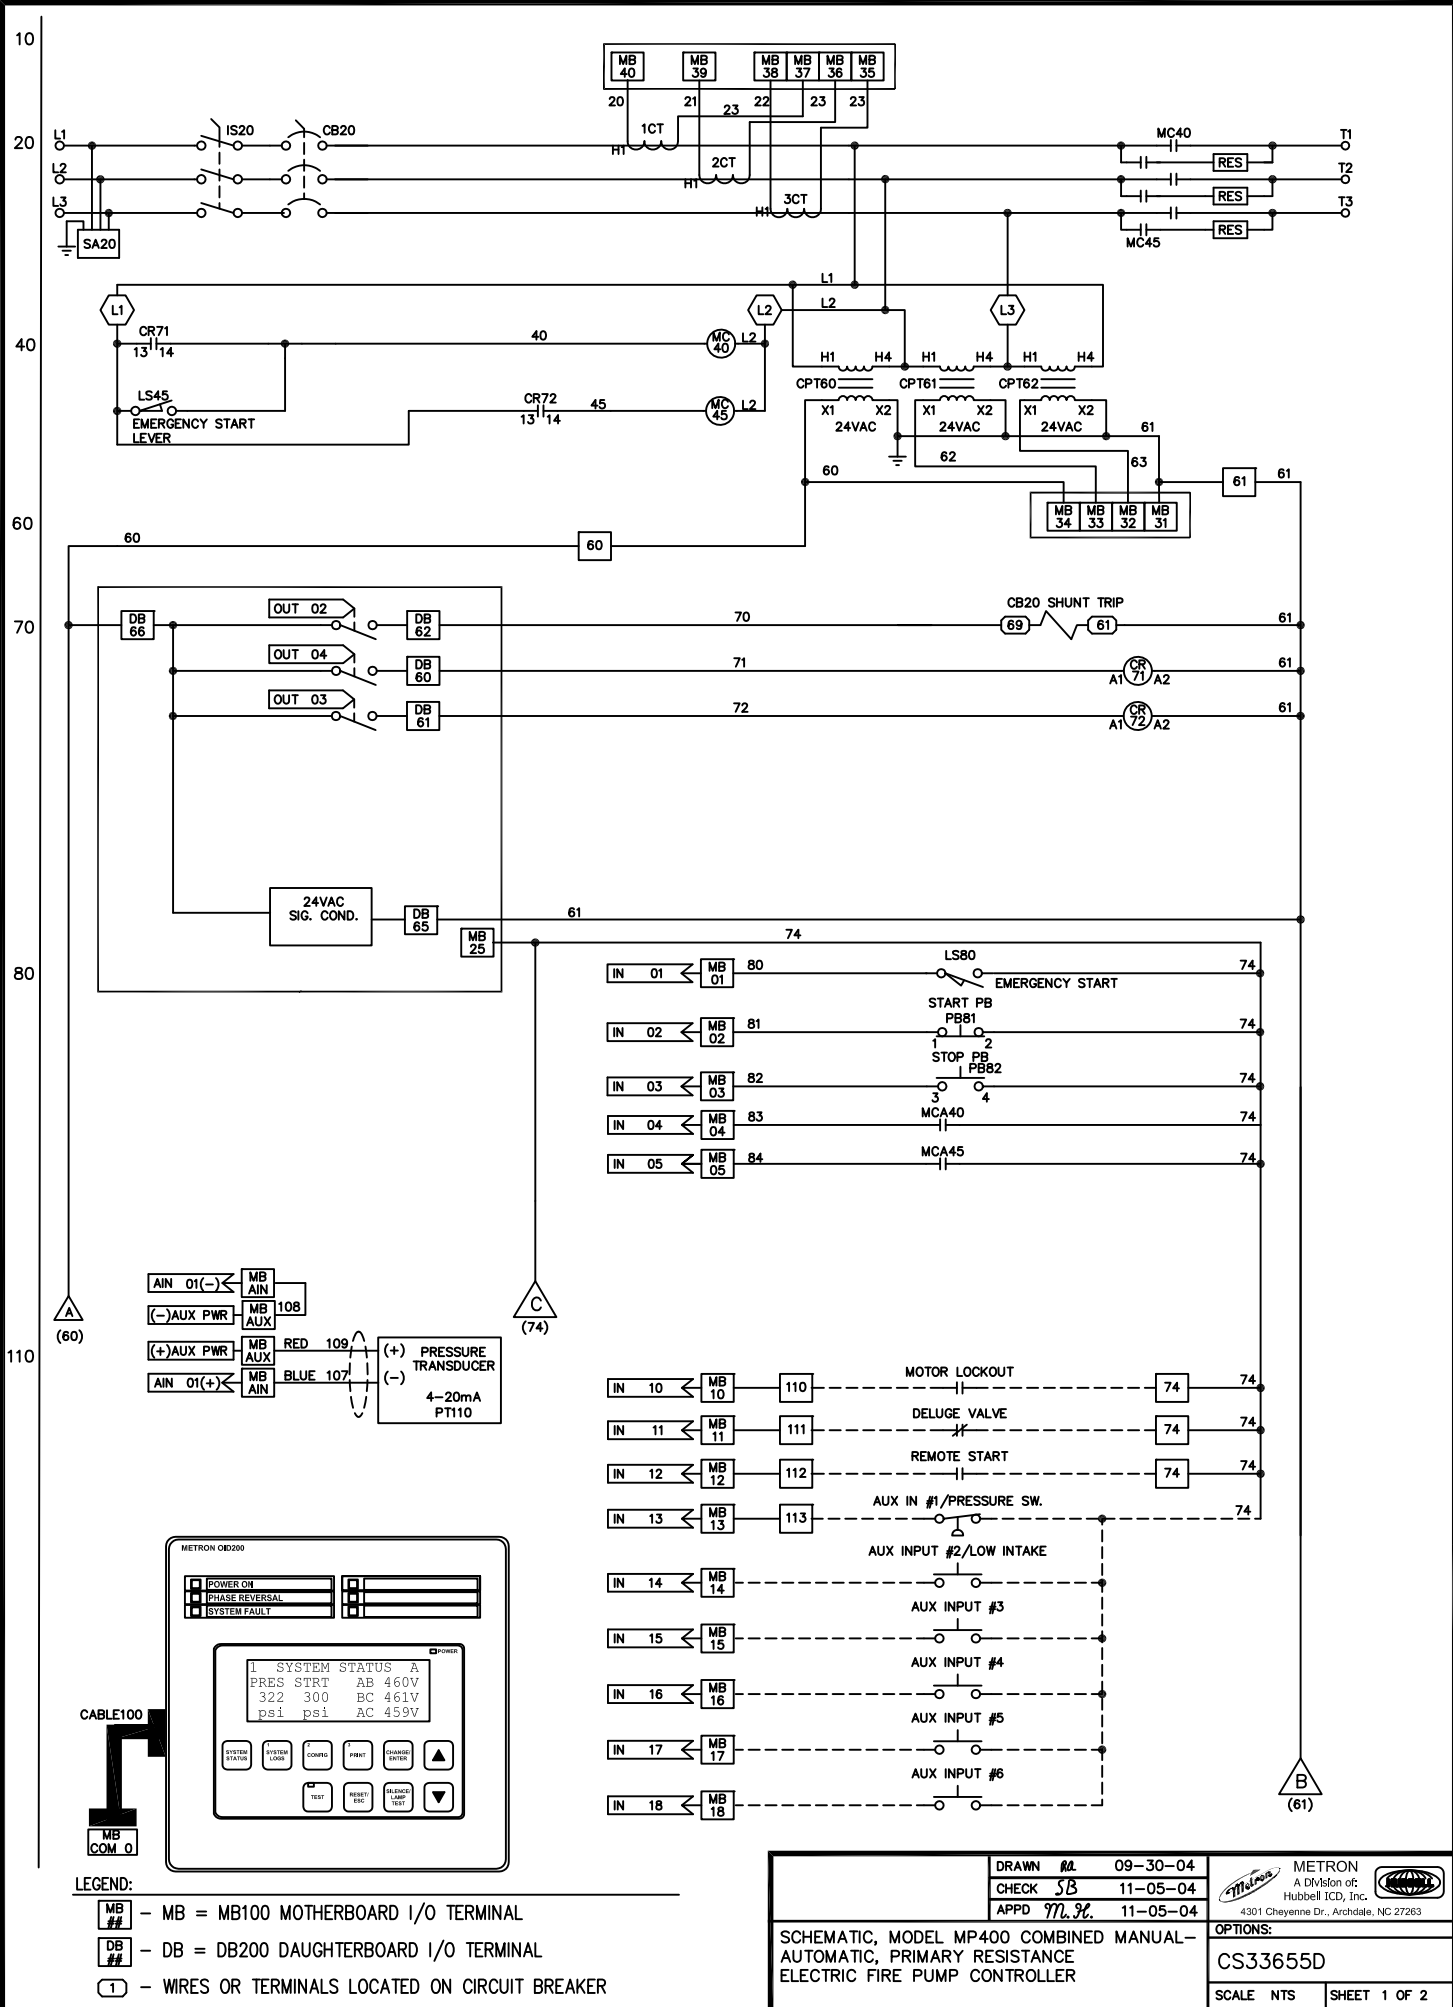 10
MB 40
MB 39
MB 38
MB 37
MB 36
MB 35
20 21 23 22 23 23
20
L1
IS20
CB20
H1
1CT
MC40
T1
RES
L2
H1
2CT
T2
RES
L3
H1
3CT
T3
RES
MC45
SA20
L1
L1
L2
L2
L3
40
CR71
13 14
40
MC 40
L2
H1 H4 H1 H4 H1 H4
CPT60 CPT61 CPT62
LS45
EMERGENCY START
LEVER
CR72
13 14
45
MC 45
L2
X1 X2 X1 X2 X1 X2
24VAC 24VAC 24VAC
61
60
62
63
61
61
MB 34
MB 33
MB 32
MB 31
60
60
60
70
DB 66
OUT 02
DB 62
70
CB20 SHUNT TRIP
69
61
61
OUT 04
DB 60
71
A1
CR 71
A2
61
OUT 03
DB 61
72
A1
CR 72
A2
61
24VAC
SIG. COND.
DB 65
61
MB 25
74
80
IN 01
MB 01
80
LS80
EMERGENCY START
74
START PB
PB81
IN 02
MB 02
81
1 2
74
STOP PB
PB82
IN 03
MB 03
82
3 4
74
MCA40
IN 04
MB 04
83
74
MCA45
IN 05
MB 05
84
74
A
(60)
C
(74)
110
AIN 01(-)
MB AIN
(-)AUX PWR
MB AUX
108
(+)AUX PWR
MB AUX
RED 109
(+)
PRESSURE
TRANSDUCER
AIN 01(+)
MB AIN
BLUE 107
(-)
4-20mA
PT110
MOTOR LOCKOUT
IN 10
MB 10
110
74
74
DELUGE VALVE
IN 11
MB 11
111
74
74
REMOTE START
IN 12
MB 12
112
74
74
AUX IN #1/PRESSURE SW.
IN 13
MB 13
113
74
AUX INPUT #2/LOW INTAKE
IN 14
MB 14
AUX INPUT #3
IN 15
MB 15
AUX INPUT #4
IN 16
MB 16
AUX INPUT #5
IN 17
MB 17
AUX INPUT #6
IN 18
MB 18
B
(61)
METRON OID200
POWER ON
PHASE REVERSAL
SYSTEM FAULT
POWER
1 SYSTEM STATUS A
PRES STRT AB 460V
322 300 BC 461V
psi psi AC 459V
SYSTEM STATUS
1 SYSTEM LOGS
2 CONFIG
3 PRINT
CHANGE/ ENTER
TEST
RESET/ ESC
SILENCE/ LAMP TEST
CABLE100
MB COM 0
LEGEND:
MB ## - MB = MB100 MOTHERBOARD I/O TERMINAL
DB ## - DB = DB200 DAUGHTERBOARD I/O TERMINAL
1 - WIRES OR TERMINALS LOCATED ON CIRCUIT BREAKER
DRAWN RA 09-30-04
CHECK SB 11-05-04
APPD M.H. 11-05-04
SCHEMATIC, MODEL MP400 COMBINED MANUAL-
AUTOMATIC, PRIMARY RESISTANCE
ELECTRIC FIRE PUMP CONTROLLER
Metron
METRON
A Division of:
Hubbell ICD, Inc.
HUBBELL
4301 Cheyenne Dr., Archdale, NC 27263
OPTIONS:
CS33655D
SCALE NTS
SHEET 1 OF 2